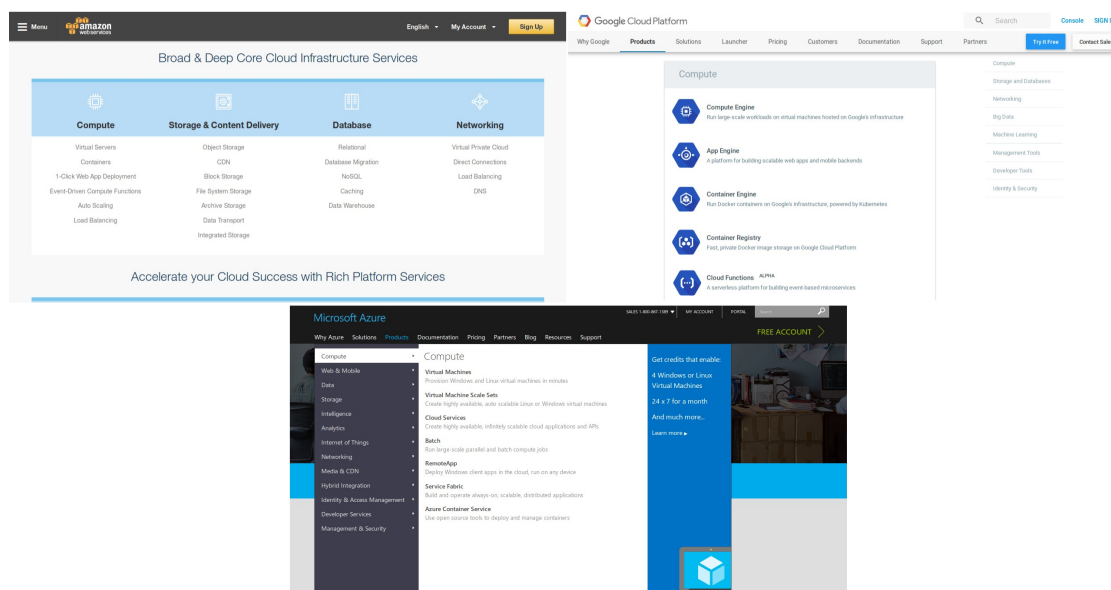 Menu
amazon
webservices
English
My Account
Sign Up
Broad & Deep Core Cloud Infrastructure Services
Compute
Virtual Servers
Containers
1-Click Web App Deployment
Event-Driven Compute Functions
Auto Scaling
Load Balancing
Storage & Content Delivery
Object Storage
CDN
Block Storage
File System Storage
Archive Storage
Data Transport
Integrated Storage
Database
Relational
Database Migration
NoSQL
Caching
Data Warehouse
Networking
Virtual Private Cloud
Direct Connections
Load Balancing
DNS
Accelerate your Cloud Success with Rich Platform Services
Google Cloud Platform
Search
Console
Why Google
Products
Solutions
Launcher
Pricing
Customers
Documentation
Support
Partners
Try It Free
Contact Sale
Compute
Compute Engine
Run large-scale workloads on virtual machines hosted on Google's infrastructure
App Engine
A platform for building scalable web apps and mobile backends
Container Engine
Run Docker containers on Google's infrastructure, powered by Kubernetes
Container Registry
Fast, private Docker image storage on Google Cloud Platform
Cloud Functions ALPHA
A serverless platform for building event-based microservices
Compute
Storage and Databases
Networking
Big Data
Machine Learning
Management Tools
Developer Tools
Identity & Security
Microsoft Azure
SALES 1-800-867-1389
MY ACCOUNT
PORTAL
Search
FREE ACCOUNT
Why Azure
Solutions
Products
Documentation
Pricing
Partners
Blog
Resources
Support
Compute
Web & Mobile
Data
Storage
Intelligence
Analytics
Internet of Things
Networking
Media & CDN
Hybrid Integration
Identity & Access Management
Developer Services
Management & Security
Compute
Virtual Machines
Provision Windows and Linux virtual machines in minutes
Virtual Machine Scale Sets
Create highly available, auto scalable Linux or Windows virtual machines
Cloud Services
Create highly available, infinitely scalable cloud applications and APIs
Batch
Run large-scale parallel and batch compute jobs
RemoteApp
Deploy Windows client apps in the cloud, run on any device
Service Fabric
Build and operate always-on, scalable, distributed applications
Azure Container Service
Use open source tools to deploy and manage containers
Get credits that enable:
4 Windows or Linux
Virtual Machines
24 x 7 for a month
And much more...
Learn more